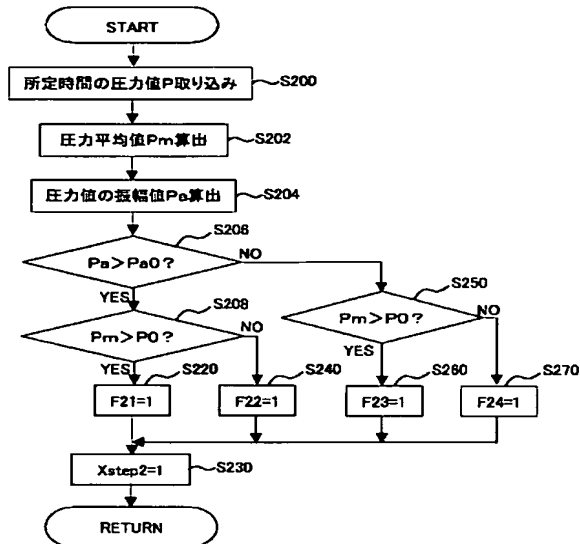 START
所定時間の圧力値P取り込み
S200
圧力平均値Pm算出
S202
圧力値の振幅値Pa算出
S204
S206
Pa>Pa0?
NO
YES
S208
Pm>P0?
NO
YES
S250
Pm>P0?
NO
YES
S220
F21=1
S240
F22=1
S260
F23=1
S270
F24=1
Xstep2=1
S230
RETURN